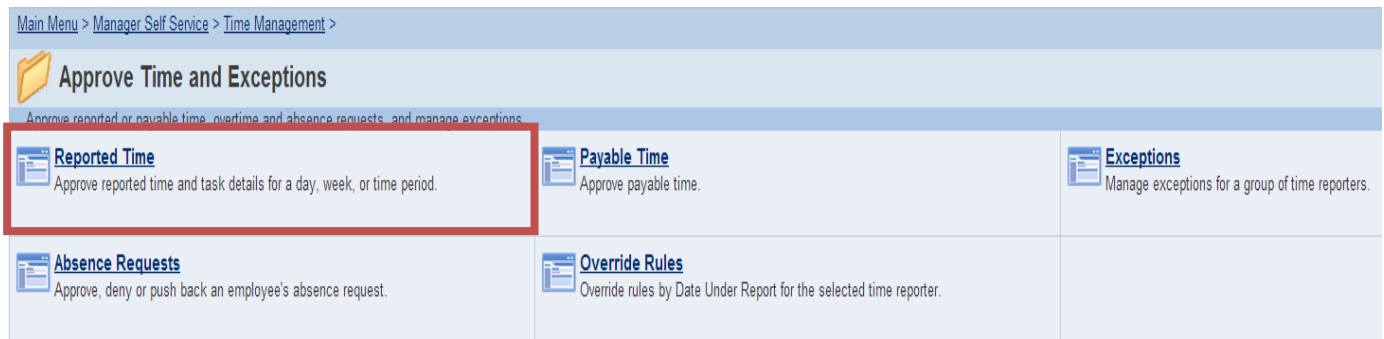 Main Menu > Manager Self Service > Time Management >
Approve Time and Exceptions
Approve reported or payable time, overtime and absence requests, and manage exceptions.
Reported Time
Approve reported time and task details for a day, week, or time period.
Payable Time
Approve payable time.
Exceptions
Manage exceptions for a group of time reporters.
Absence Requests
Approve, deny or push back an employee's absence request.
Override Rules
Override rules by Date Under Report for the selected time reporter.